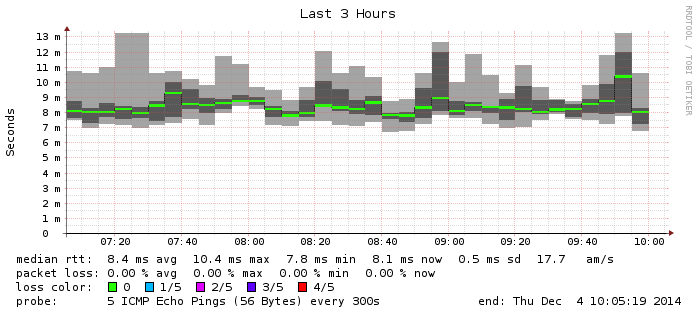 Last 3 Hours
RRDTOOL / TOBI OETIKER
Seconds
13 m
12 m
11 m
10 m
9 m
8 m
7 m
6 m
5 m
4 m
3 m
2 m
1 m
0
07:20 07:40 08:00 08:20 08:40 09:00 09:20 09:40 10:00
median rtt: 8.4 ms avg 10.4 ms max 7.8 ms min 8.1 ms now 0.5 ms sd 17.7 am/s
packet loss: 0.00 % avg 0.00 % max 0.00 % min 0.00 % now
loss color: 0 1/5 2/5 3/5 4/5
probe: 5 ICMP Echo Pings (56 Bytes) every 300s end: Thu Dec 4 10:05:19 2014